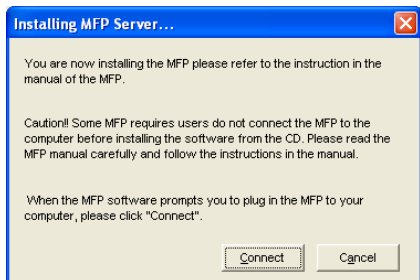 Installing MFP Server...
You are now installing the MFP please refer to the instruction in the
manual of the MFP.
Caution!! Some MFP requires users do not connect the MFP to the
computer before installing the software from the CD. Please read the
MFP manual carefully and follow the instructions in the manual.
When the MFP software prompts you to plug in the MFP to your
computer, please click "Connect".
Connect Cancel